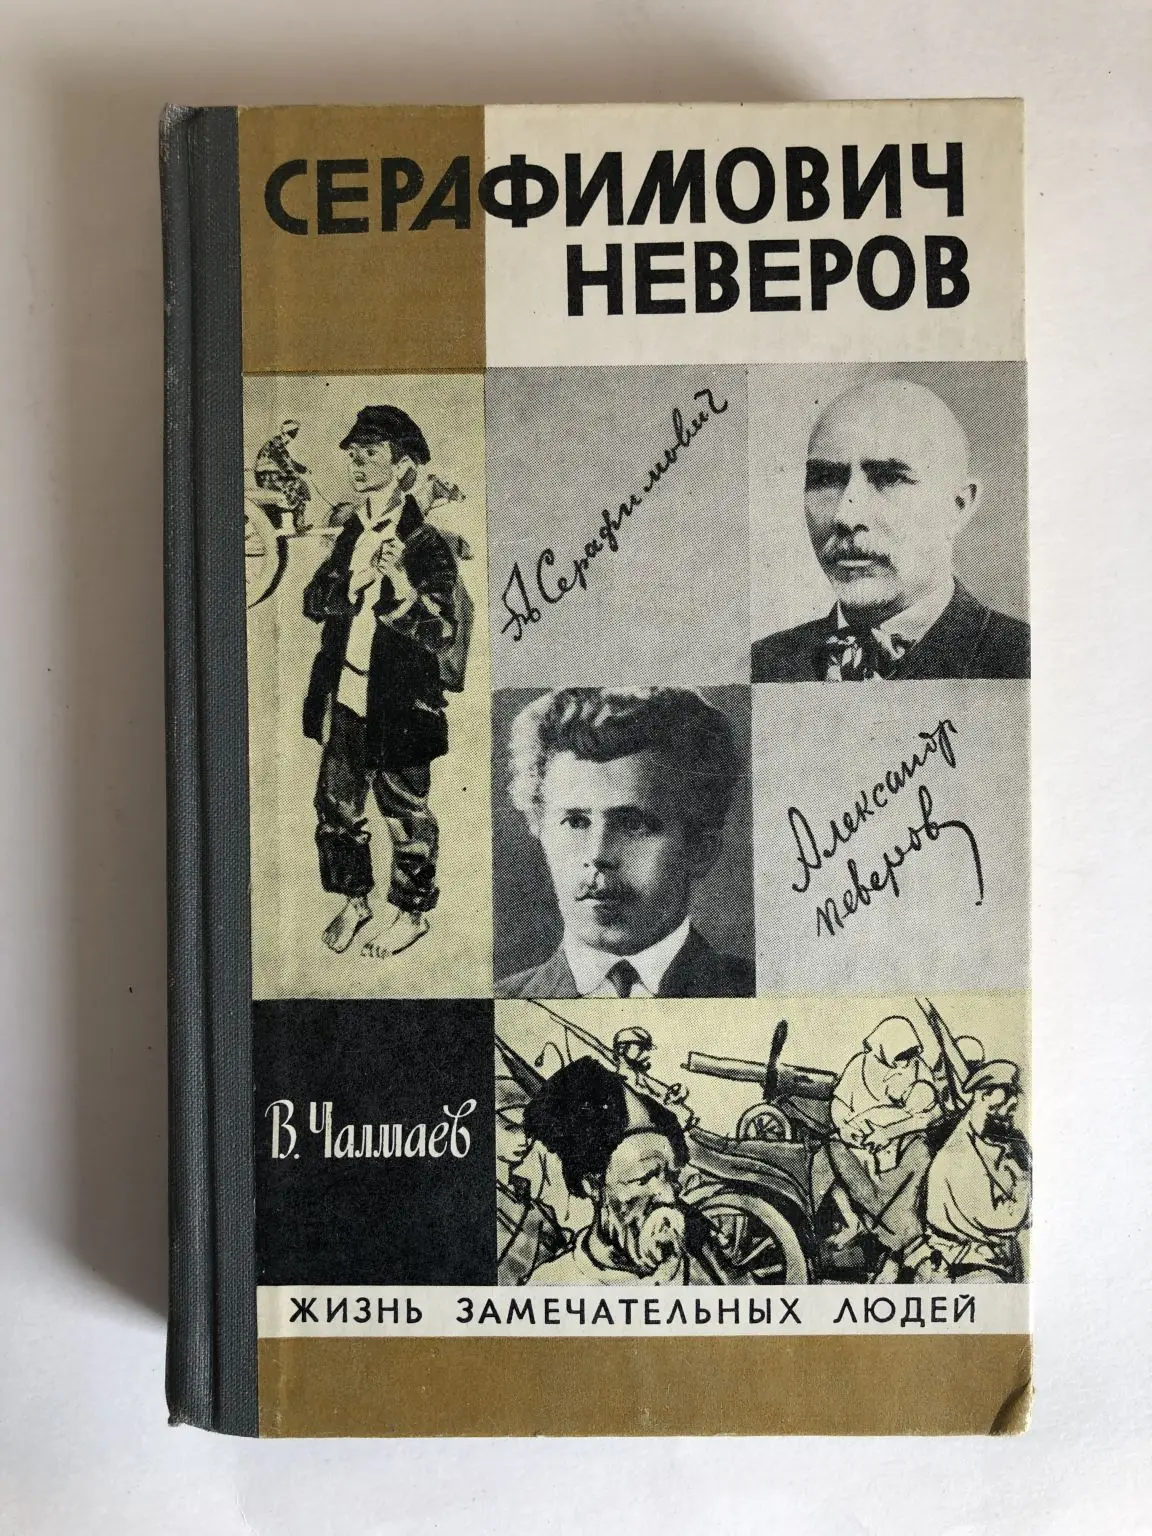 СЕРАФИМОВИЧ
НЕВЕРОВ
А Серафимович
Александр
Неверов
В. Чалмаев
ЖИЗНЬ ЗАМЕЧАТЕЛЬНЫХ ЛЮДЕЙ